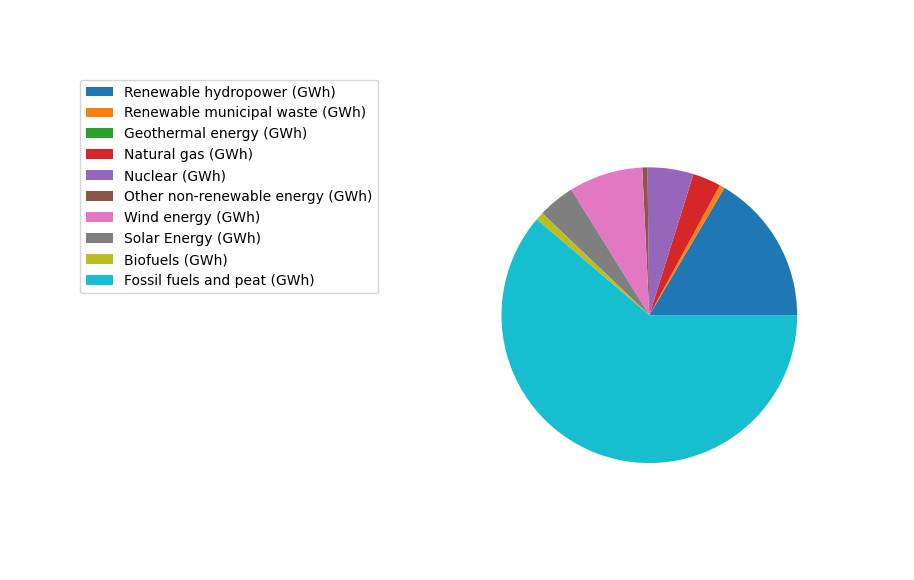 Renewable hydropower (GWh)
Renewable municipal waste (GWh)
Geothermal energy (GWh)
Natural gas (GWh)
Nuclear (GWh)
Other non-renewable energy (GWh)
Wind energy (GWh)
Solar Energy (GWh)
Biofuels (GWh)
Fossil fuels and peat (GWh)